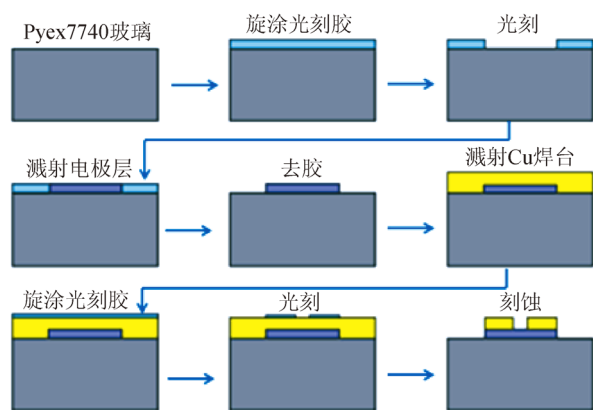 Pyex7740玻璃
旋涂光刻胶
光刻
溅射电极层
去胶
溅射Cu焊台
旋涂光刻胶
光刻
刻蚀